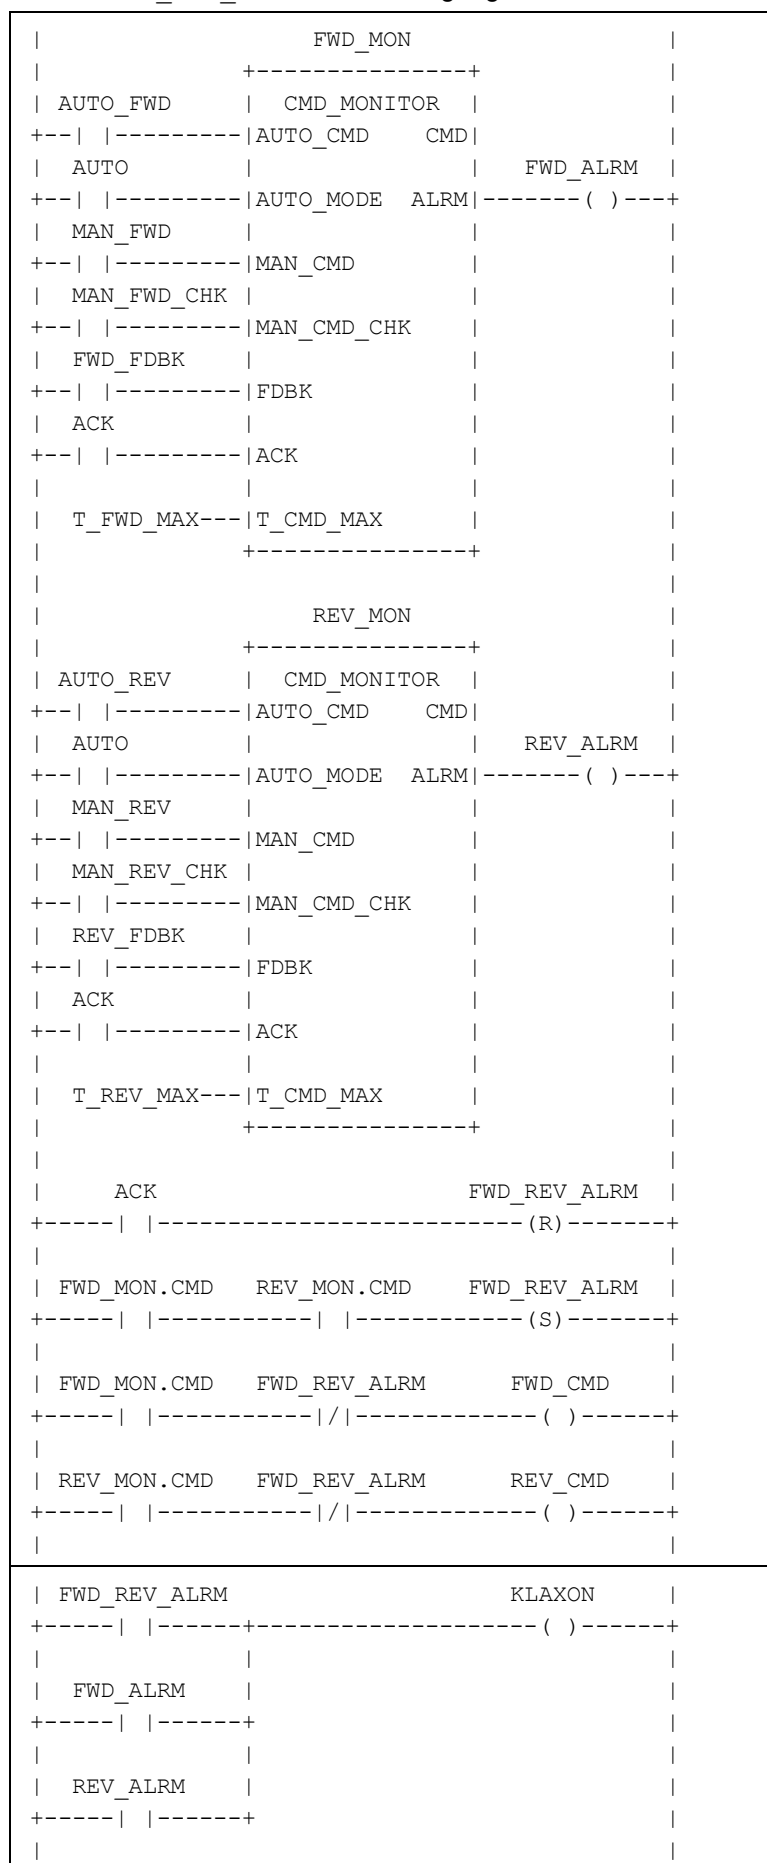 |                   FWD_MON                  |
|              +---------------+             |
| AUTO_FWD     |  CMD_MONITOR  |             |
+--| |---------|AUTO_CMD    CMD|             |
|  AUTO        |               |  FWD_ALRM   |
+--| |---------|AUTO_MODE  ALRM|-------( )---+
|  MAN_FWD     |               |             |
+--| |---------|MAN_CMD        |             |
|  MAN_FWD_CHK |               |             |
+--| |---------|MAN_CMD_CHK    |             |
|  FWD_FDBK    |               |             |
+--| |---------|FDBK           |             |
|  ACK         |               |             |
+--| |---------|ACK            |             |
|              |               |             |
|  T_FWD_MAX---|T_CMD_MAX      |             |
|              +---------------+             |
|                                            |
|                   REV_MON                  |
|              +---------------+             |
| AUTO_REV     |  CMD_MONITOR  |             |
+--| |---------|AUTO_CMD    CMD|             |
|  AUTO        |               |   REV_ALRM  |
+--| |---------|AUTO_MODE  ALRM|-------( )---+
|  MAN_REV     |               |             |
+--| |---------|MAN_CMD        |             |
|  MAN_REV_CHK |               |             |
+--| |---------|MAN_CMD_CHK    |             |
|  REV_FDBK    |               |             |
+--| |---------|FDBK           |             |
|  ACK         |               |             |
+--| |---------|ACK            |             |
|              |               |             |
|  T_REV_MAX---|T_CMD_MAX      |             |
|              +---------------+             |
|                                            |
|     ACK                      FWD_REV_ALRM  |
+-----| |--------------------------(R)-------+
|                                            |
| FWD_MON.CMD   REV_MON.CMD    FWD_REV_ALRM  |
+-----| |-----------| |------------(S)-------+
|                                            |
| FWD_MON.CMD   FWD_REV_ALRM      FWD_CMD    |
+-----| |-----------|/|-------------( )------+
|                                            |
| REV_MON.CMD   FWD_REV_ALRM      REV_CMD    |
+-----| |-----------|/|-------------( )------+
|                                            |
| FWD_REV_ALRM                    KLAXON     |
+-----| |------+--------------------( )------+
|              |                             |
|  FWD_ALRM    |                             |
+-----| |------+                             |
|              |                             |
|  REV_ALRM    |                             |
+-----| |------+                             |
|                                            |